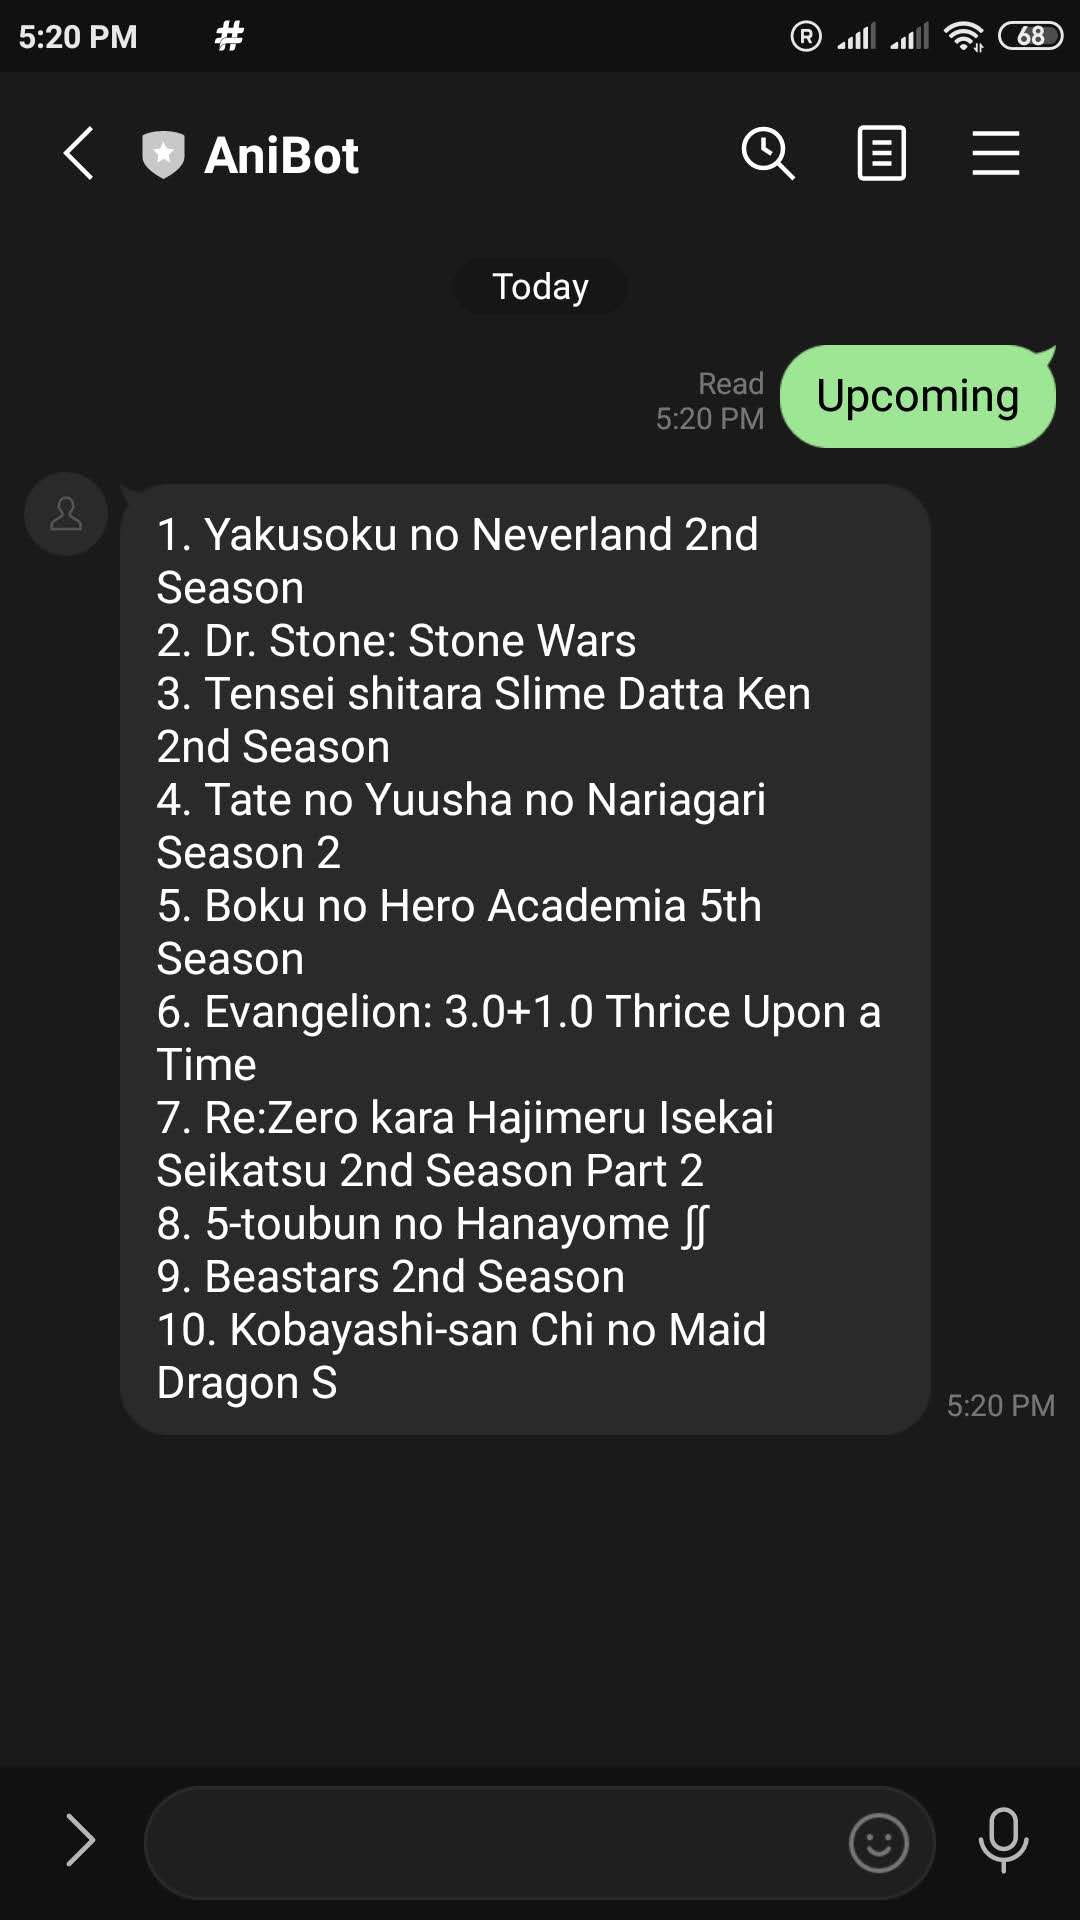 5:20 PM # R 68
AniBot
Today
Read
5:20 PM
Upcoming
1. Yakusoku no Neverland 2nd
Season
2. Dr. Stone: Stone Wars
3. Tensei shitara Slime Datta Ken
2nd Season
4. Tate no Yuusha no Nariagari
Season 2
5. Boku no Hero Academia 5th
Season
6. Evangelion: 3.0+1.0 Thrice Upon a
Time
7. Re:Zero kara Hajimeru Isekai
Seikatsu 2nd Season Part 2
8. 5-toubun no Hanayome ∬
9. Beastars 2nd Season
10. Kobayashi-san Chi no Maid
Dragon S
5:20 PM